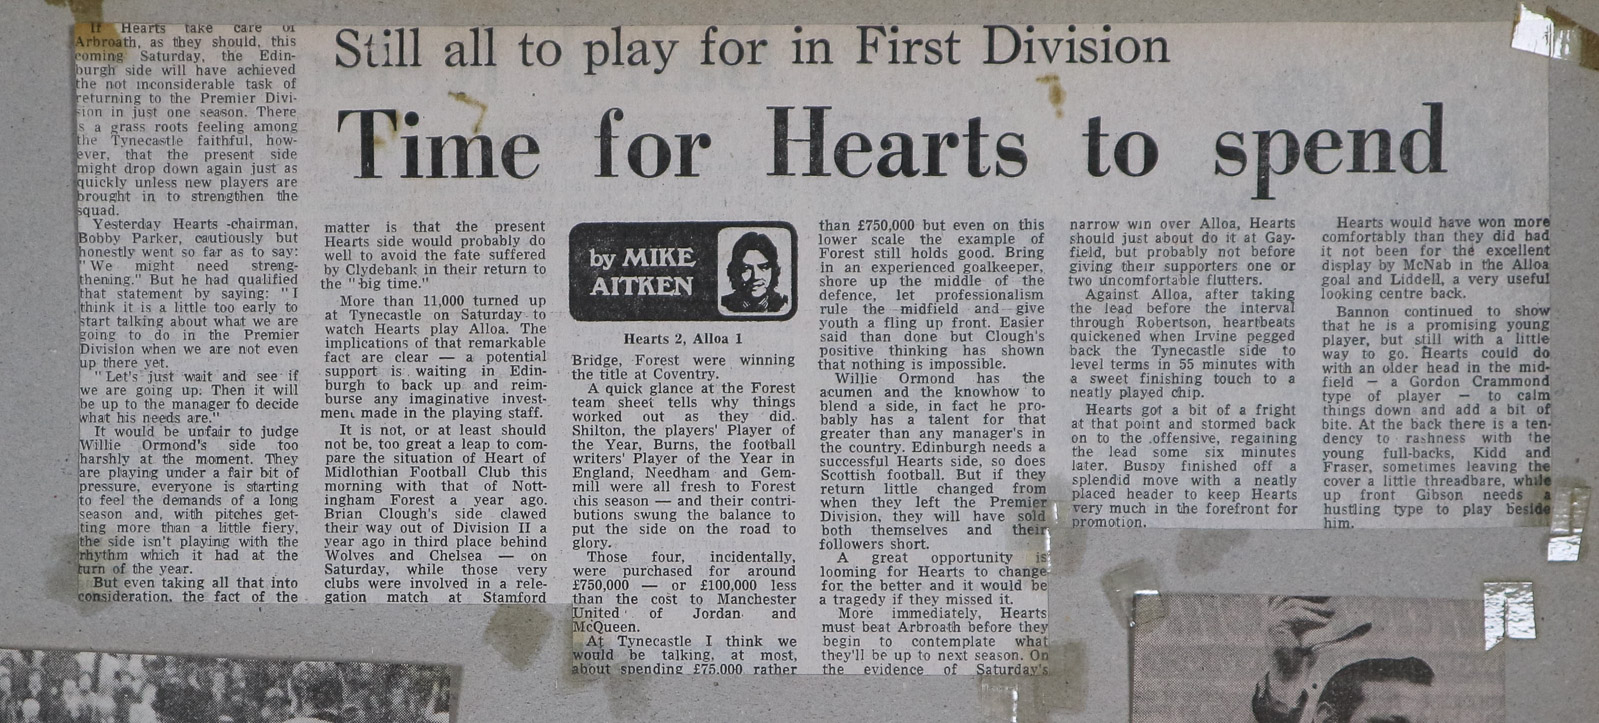 Still all to play for in First Division
Time for Hearts to spend
If Hearts take care of
Arbroath, as they should, this
coming Saturday, the Edin-
burgh side will have achieved
the not inconsiderable task of
returning to the Premier Divi-
sion in just one season. There
is a grass roots feeling among
the Tynecastle faithful, how-
ever, that the present side
might drop down again just as
quickly unless new players are
brought in to strengthen the
squad.
Yesterday Hearts -chairman,
Bobby Parker, cautiously but
honestly went so far as to say:
"We might need streng-
thening." But he had qualified
that statement by saying: "I
think it is a little too early to
start talking about what we are
going to do in the Premier
Division when we are not even
up there yet.
"Let's just wait and see if
we are going up. Then it will
be up to the manager to decide
what his needs are."
It would be unfair to judge
Willie Ormond's side too
harshly at the moment. They
are playing under a fair bit of
pressure, everyone is starting
to feel the demands of a long
season and, with pitches get-
ting more than a little fiery,
the side isn't playing with the
rhythm which it had at the
turn of the year.
But even taking all that into
consideration, the fact of the
matter is that the present
Hearts side would probably do
well to avoid the fate suffered
by Clydebank in their return to
the "big time."
More than 11,000 turned up
at Tynecastle on Saturday to
watch Hearts play Alloa. The
implications of that remarkable
fact are clear — a potential
support is waiting in Edin-
burgh to back up and reim-
burse any imaginative invest-
ment made in the playing staff.
It is not, or at least should
not be, too great a leap to com-
pare the situation of Heart of
Midlothian Football Club this
morning with that of Nott-
ingham Forest a year ago.
Brian Clough's side clawed
their way out of Division II a
year ago in third place behind
Wolves and Chelsea — on
Saturday, while those very
clubs were involved in a rele-
gation match at Stamford
by MIKE
AITKEN
Hearts 2, Alloa 1
Bridge, Forest were winning
the title at Coventry.
A quick glance at the Forest
team sheet tells why things
worked out as they did.
Shilton, the players' Player of
the Year, Burns, the football
writers' Player of the Year in
England, Needham and Gem-
mill were all fresh to Forest
this season — and their contri-
butions swung the balance to
put the side on the road to
glory.
Those four, incidentally,
were purchased for around
£750,000 — or £100,000 less
than the cost to Manchester
United of Jordan and
McQueen.
At Tynecastle I think we
would be talking, at most,
about spending £75,000 rather
than £750,000 but even on this
lower scale the example of
Forest still holds good. Bring
in an experienced goalkeeper,
shore up the middle of the
defence, let professionalism
rule the midfield and give
youth a fling up front. Easier
said than done but Clough's
positive thinking has shown
that nothing is impossible.
Willie Ormond has the
acumen and the knowhow to
blend a side, in fact he pro-
bably has a talent for that
greater than any manager's in
the country. Edinburgh needs a
successful Hearts side, so does
Scottish football. But if they
return little changed from
when they left the Premier
Division, they will have sold
both themselves and their
followers short.
A great opportunity is
looming for Hearts to change
for the better and it would be
a tragedy if they missed it.
More immediately, Hearts
must beat Arbroath before they
begin to contemplate what
they'll be up to next season. On
the evidence of Saturday's
narrow win over Alloa, Hearts
should just about do it at Gay-
field, but probably not before
giving their supporters one or
two uncomfortable flutters.
Against Alloa, after taking
the lead before the interval
through Robertson, heartbeats
quickened when Irvine pegged
back the Tynecastle side to
level terms in 55 minutes with
a sweet finishing touch to a
neatly played chip.
Hearts got a bit of a fright
at that point and stormed back
on to the offensive, regaining
the lead some six minutes
later. Busby finished off a
splendid move with a neatly
placed header to keep Hearts
very much in the forefront for
promotion.
Hearts would have won more
comfortably than they did had
it not been for the excellent
display by McNab in the Alloa
goal and Liddell, a very useful
looking centre back.
Bannon continued to show
that he is a promising young
player, but still with a little
way to go. Hearts could do
with an older head in the mid-
field — a Gordon Crammond
type of player — to calm
things down and add a bit of
bite. At the back there is a ten-
dency to rashness with the
young full-backs, Kidd and
Fraser, sometimes leaving the
cover a little threadbare, while
up front Gibson needs a
hustling type to play beside
him.